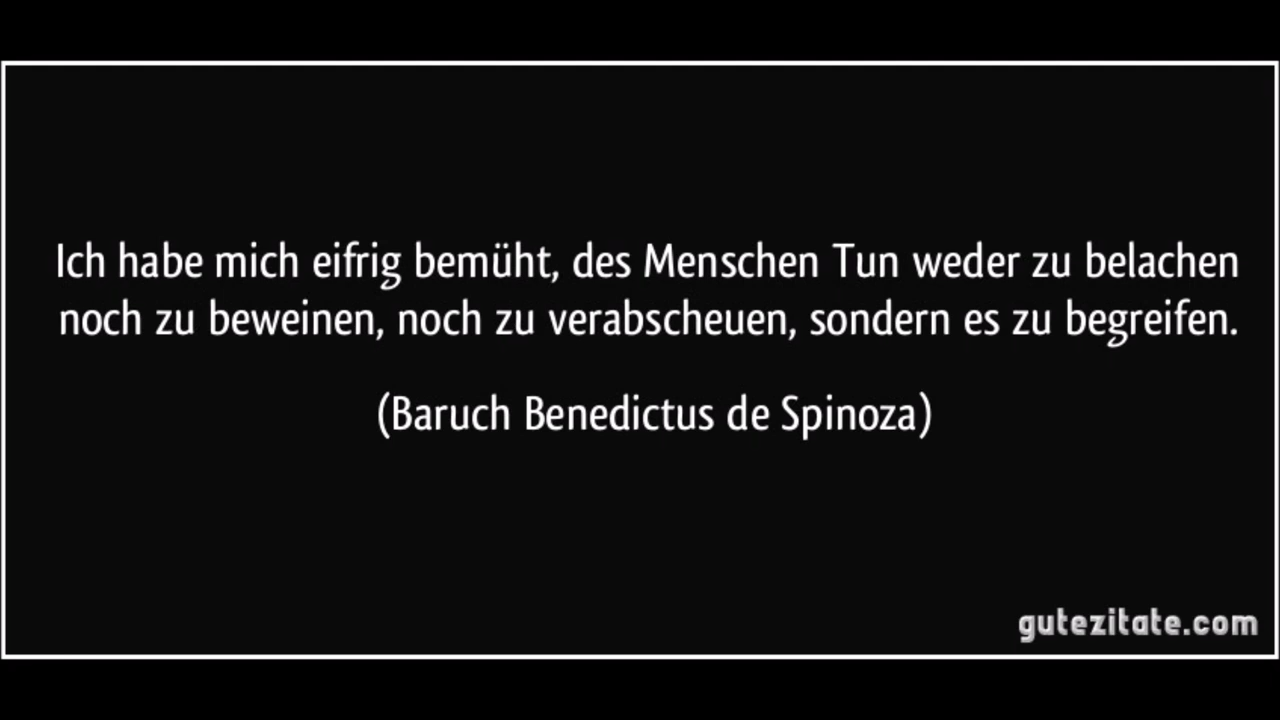 Ich habe mich eifrig bemüht, des Menschen Tun weder zu belachen
noch zu beweinen, noch zu verabscheuen, sondern es zu begreifen.
(Baruch Benedictus de Spinoza)
gutezitate.com